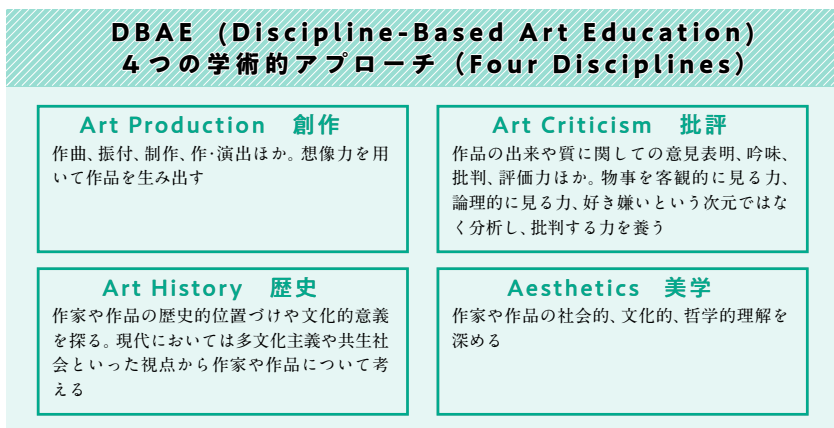 DBAE (Discipline-Based Art Education)
4つの学術的アプローチ（Four Disciplines）
Art Production 創作
作曲、振付、制作、作・演出ほか。想像力を用
いて作品を生み出す
Art Criticism 批評
作品の出来や質に関しての意見表明、吟味、
批判、評価力ほか。物事を客観的に見る力、
論理的に見る力、好き嫌いという次元ではな
く分析し、批判する力を養う
Art History 歴史
作家や作品の歴史的位置づけや文化的意義
を探る。現代においては多文化主義や共生社
会といった視点から作家や作品について考
える
Aesthetics 美学
作家や作品の社会的、文化的、哲学的理解を
深める